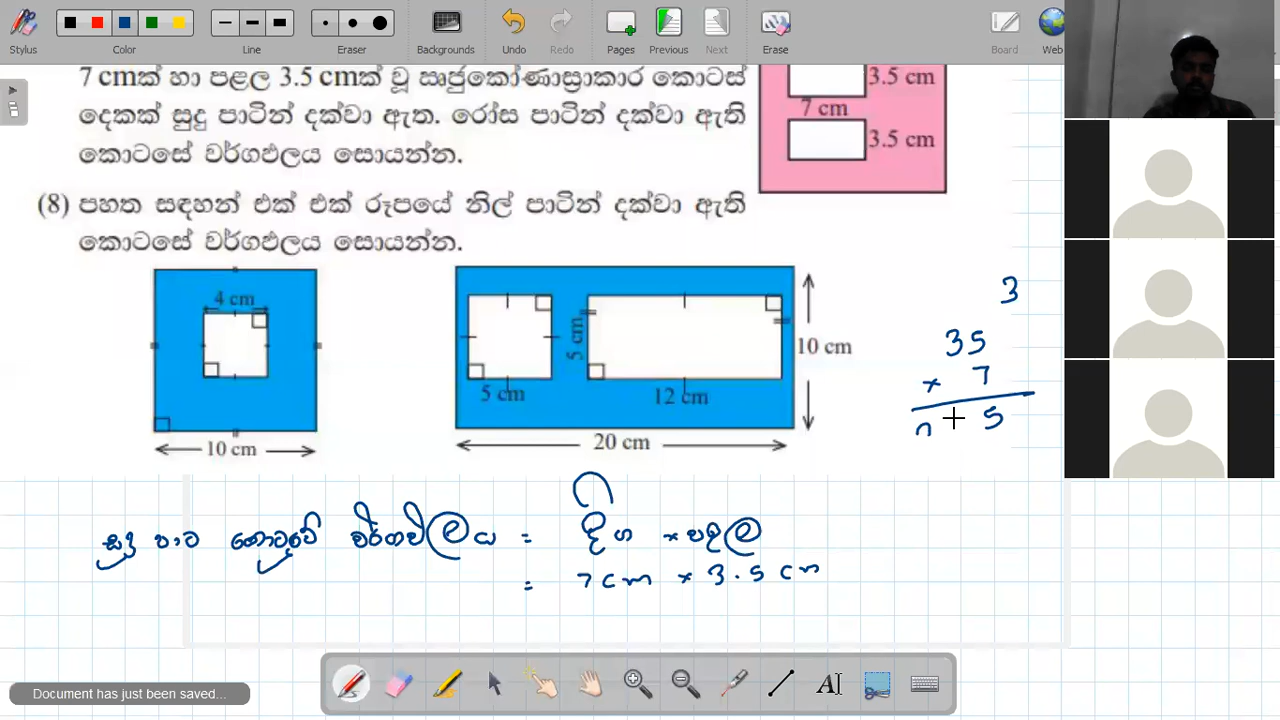 Stylus Color Line Eraser Backgrounds Undo Redo Pages Previous Next Erase Board Web
7 cmක් හා පළල 3.5 cmක් වූ ඍජුකෝණාස්‍රාකාර කොටස්
දෙකක් සුදු පාටින් දක්වා ඇත. රෝස පාටින් දක්වා ඇති
කොටසේ වර්ගඵලය සොයන්න.
3.5 cm
7 cm
3.5 cm
(8) පහත සඳහන් එක් එක් රූපයේ නිල් පාටින් දක්වා ඇති
කොටසේ වර්ගඵලය සොයන්න.
4 cm
10 cm
5 cm
5 cm
12 cm
10 cm
20 cm
3
35
× 7
5
සුදු පාට කොටසේ වර්ගඵලය = දිග × පළල
= 7 cm × 3.5 cm
Document has just been saved...